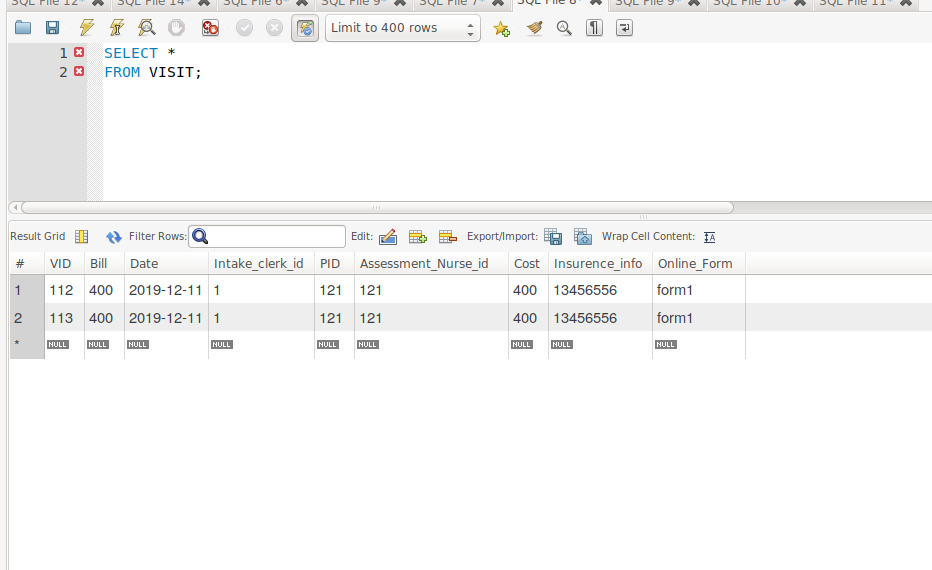 SQL File 12* SQL File 14* SQL File 6* SQL File 9* SQL File 7* SQL File 8* SQL File 9* SQL File 10* SQL File 11*
Limit to 400 rows
1 SELECT *
2 FROM VISIT;
Result Grid Filter Rows: Edit: Export/Import: Wrap Cell Content:
# VID Bill Date Intake_clerk_id PID Assessment_Nurse_id Cost Insurence_info Online_Form
1 112 400 2019-12-11 1 121 121 400 13456556 form1
2 113 400 2019-12-11 1 121 121 400 13456556 form1
* NULL NULL NULL NULL NULL NULL NULL NULL NULL